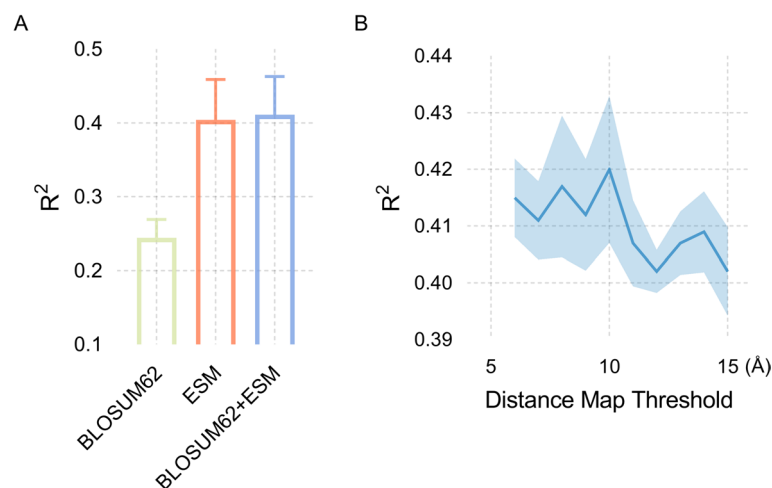 A
0.5
0.4
0.3
0.2
0.1
R²
BLOSUM62
ESM
BLOSUM62+ESM
B
0.44
0.43
0.42
0.41
0.40
0.39
R²
5
10
15 (Å)
Distance Map Threshold